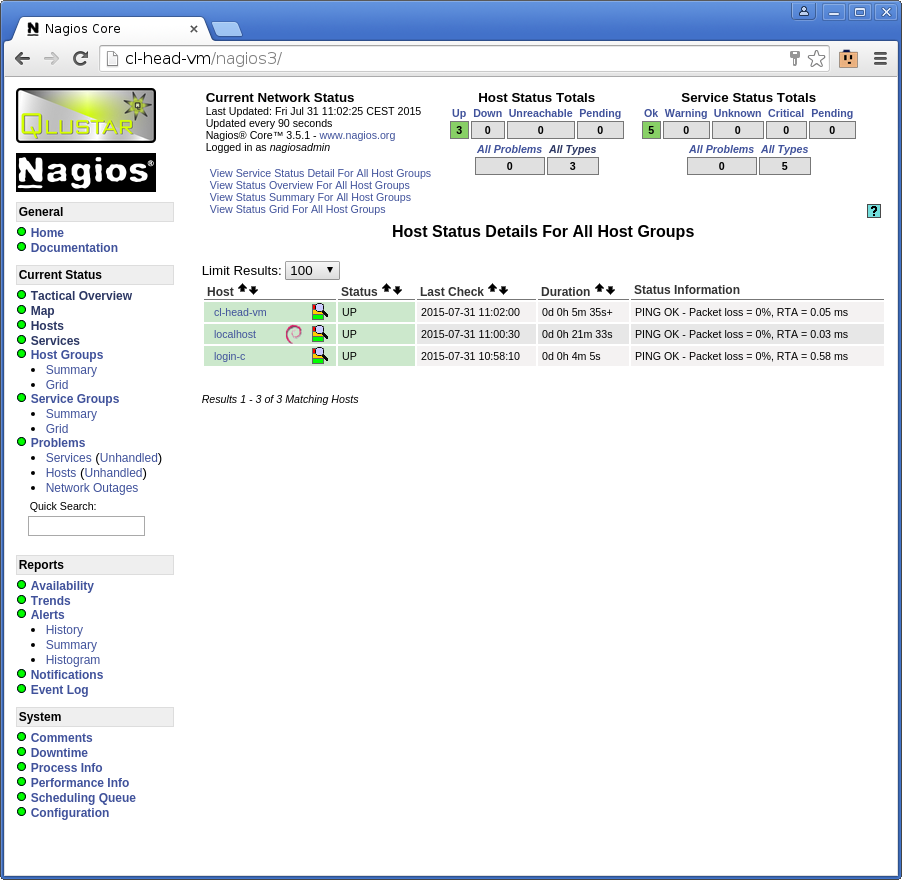 Nagios Core
cl-head-vm/nagios3/
QLUSTAR
Nagios®
General
Home
Documentation
Current Status
Tactical Overview
Map
Hosts
Services
Host Groups
Summary
Grid
Service Groups
Summary
Grid
Problems
Services (Unhandled)
Hosts (Unhandled)
Network Outages
Quick Search:
Reports
Availability
Trends
Alerts
History
Summary
Histogram
Notifications
Event Log
System
Comments
Downtime
Process Info
Performance Info
Scheduling Queue
Configuration
Current Network Status
Last Updated: Fri Jul 31 11:02:25 CEST 2015
Updated every 90 seconds
Nagios® Core™ 3.5.1 - www.nagios.org
Logged in as nagiosadmin
View Service Status Detail For All Host Groups
View Status Overview For All Host Groups
View Status Summary For All Host Groups
View Status Grid For All Host Groups
Host Status Totals
Up Down Unreachable Pending
3 0 0 0
All Problems All Types
0 3
Service Status Totals
Ok Warning Unknown Critical Pending
5 0 0 0 0
All Problems All Types
0 5
?
Host Status Details For All Host Groups
Limit Results: 100
Host Status Last Check Duration Status Information
cl-head-vm UP 2015-07-31 11:02:00 0d 0h 5m 35s+ PING OK - Packet loss = 0%, RTA = 0.05 ms
localhost UP 2015-07-31 11:00:30 0d 0h 21m 33s PING OK - Packet loss = 0%, RTA = 0.03 ms
login-c UP 2015-07-31 10:58:10 0d 0h 4m 5s PING OK - Packet loss = 0%, RTA = 0.58 ms
Results 1 - 3 of 3 Matching Hosts